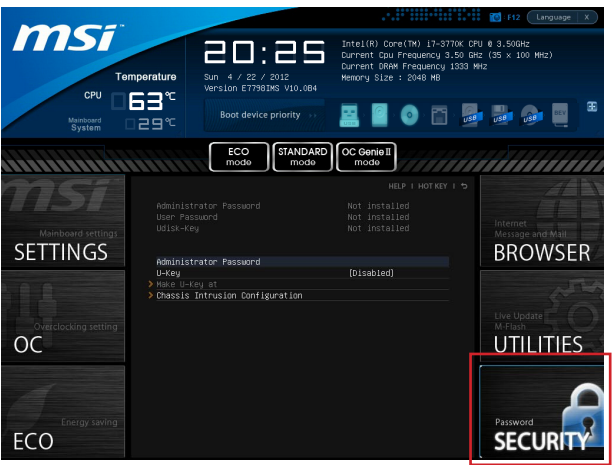 msi
F12 Language X
20:25
Intel(R) Core(TM) i7-3770K CPU @ 3.50GHz
Current Cpu Frequency 3.50 GHz (35 x 100 MHz)
Current DRAM Frequency 1333 MHz
Memory Size : 2048 MB
Temperature
Sun 4 / 22 / 2012
Version E7798IMS V10.0B4
CPU 63°C
Mainboard System 29°C
Boot device priority
USB USB USB
ECO mode
STANDARD mode
OC Genie II mode
HELP | HOT KEY |
msi
Mainboard settings
SETTINGS
Overclocking setting
OC
Energy saving
ECO
Administrator Password Not installed
User Password Not installed
Udisk-Key Not installed
Administrator Password
U-Key [Disabled]
Make U-Key at
Chassis Intrusion Configuration
Internet
Message and Mail
BROWSER
Live Update
M-Flash
UTILITIES
Password
SECURITY